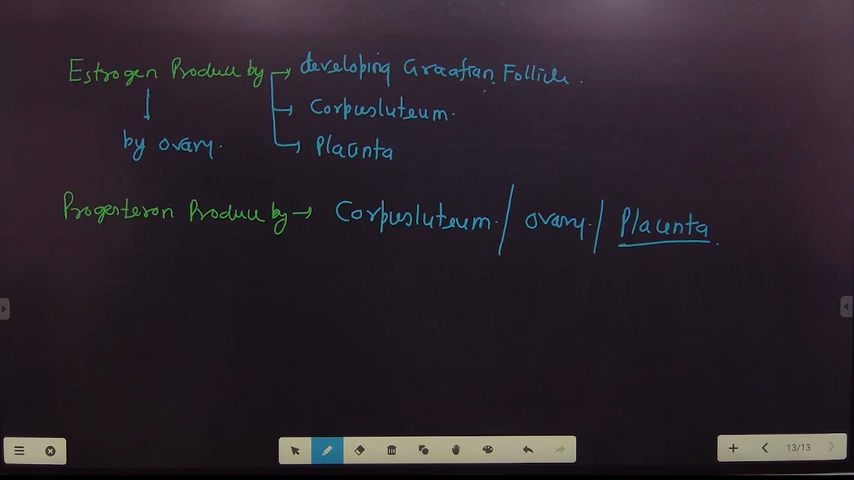 Estrogen Produce by → developing Graafian Follicle.
Corpusluteum.
by ovary.
Placenta
Progesteron Produce by → Corpusluteum / ovary / Placenta.
13/13